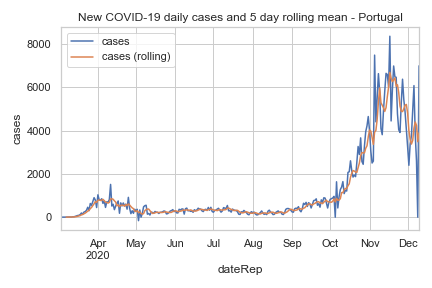 New COVID-19 daily cases and 5 day rolling mean - Portugal
cases
cases (rolling)
8000
6000
4000
2000
0
cases
Apr
2020
May
Jun
Jul
Aug
Sep
Oct
Nov
Dec
dateRep